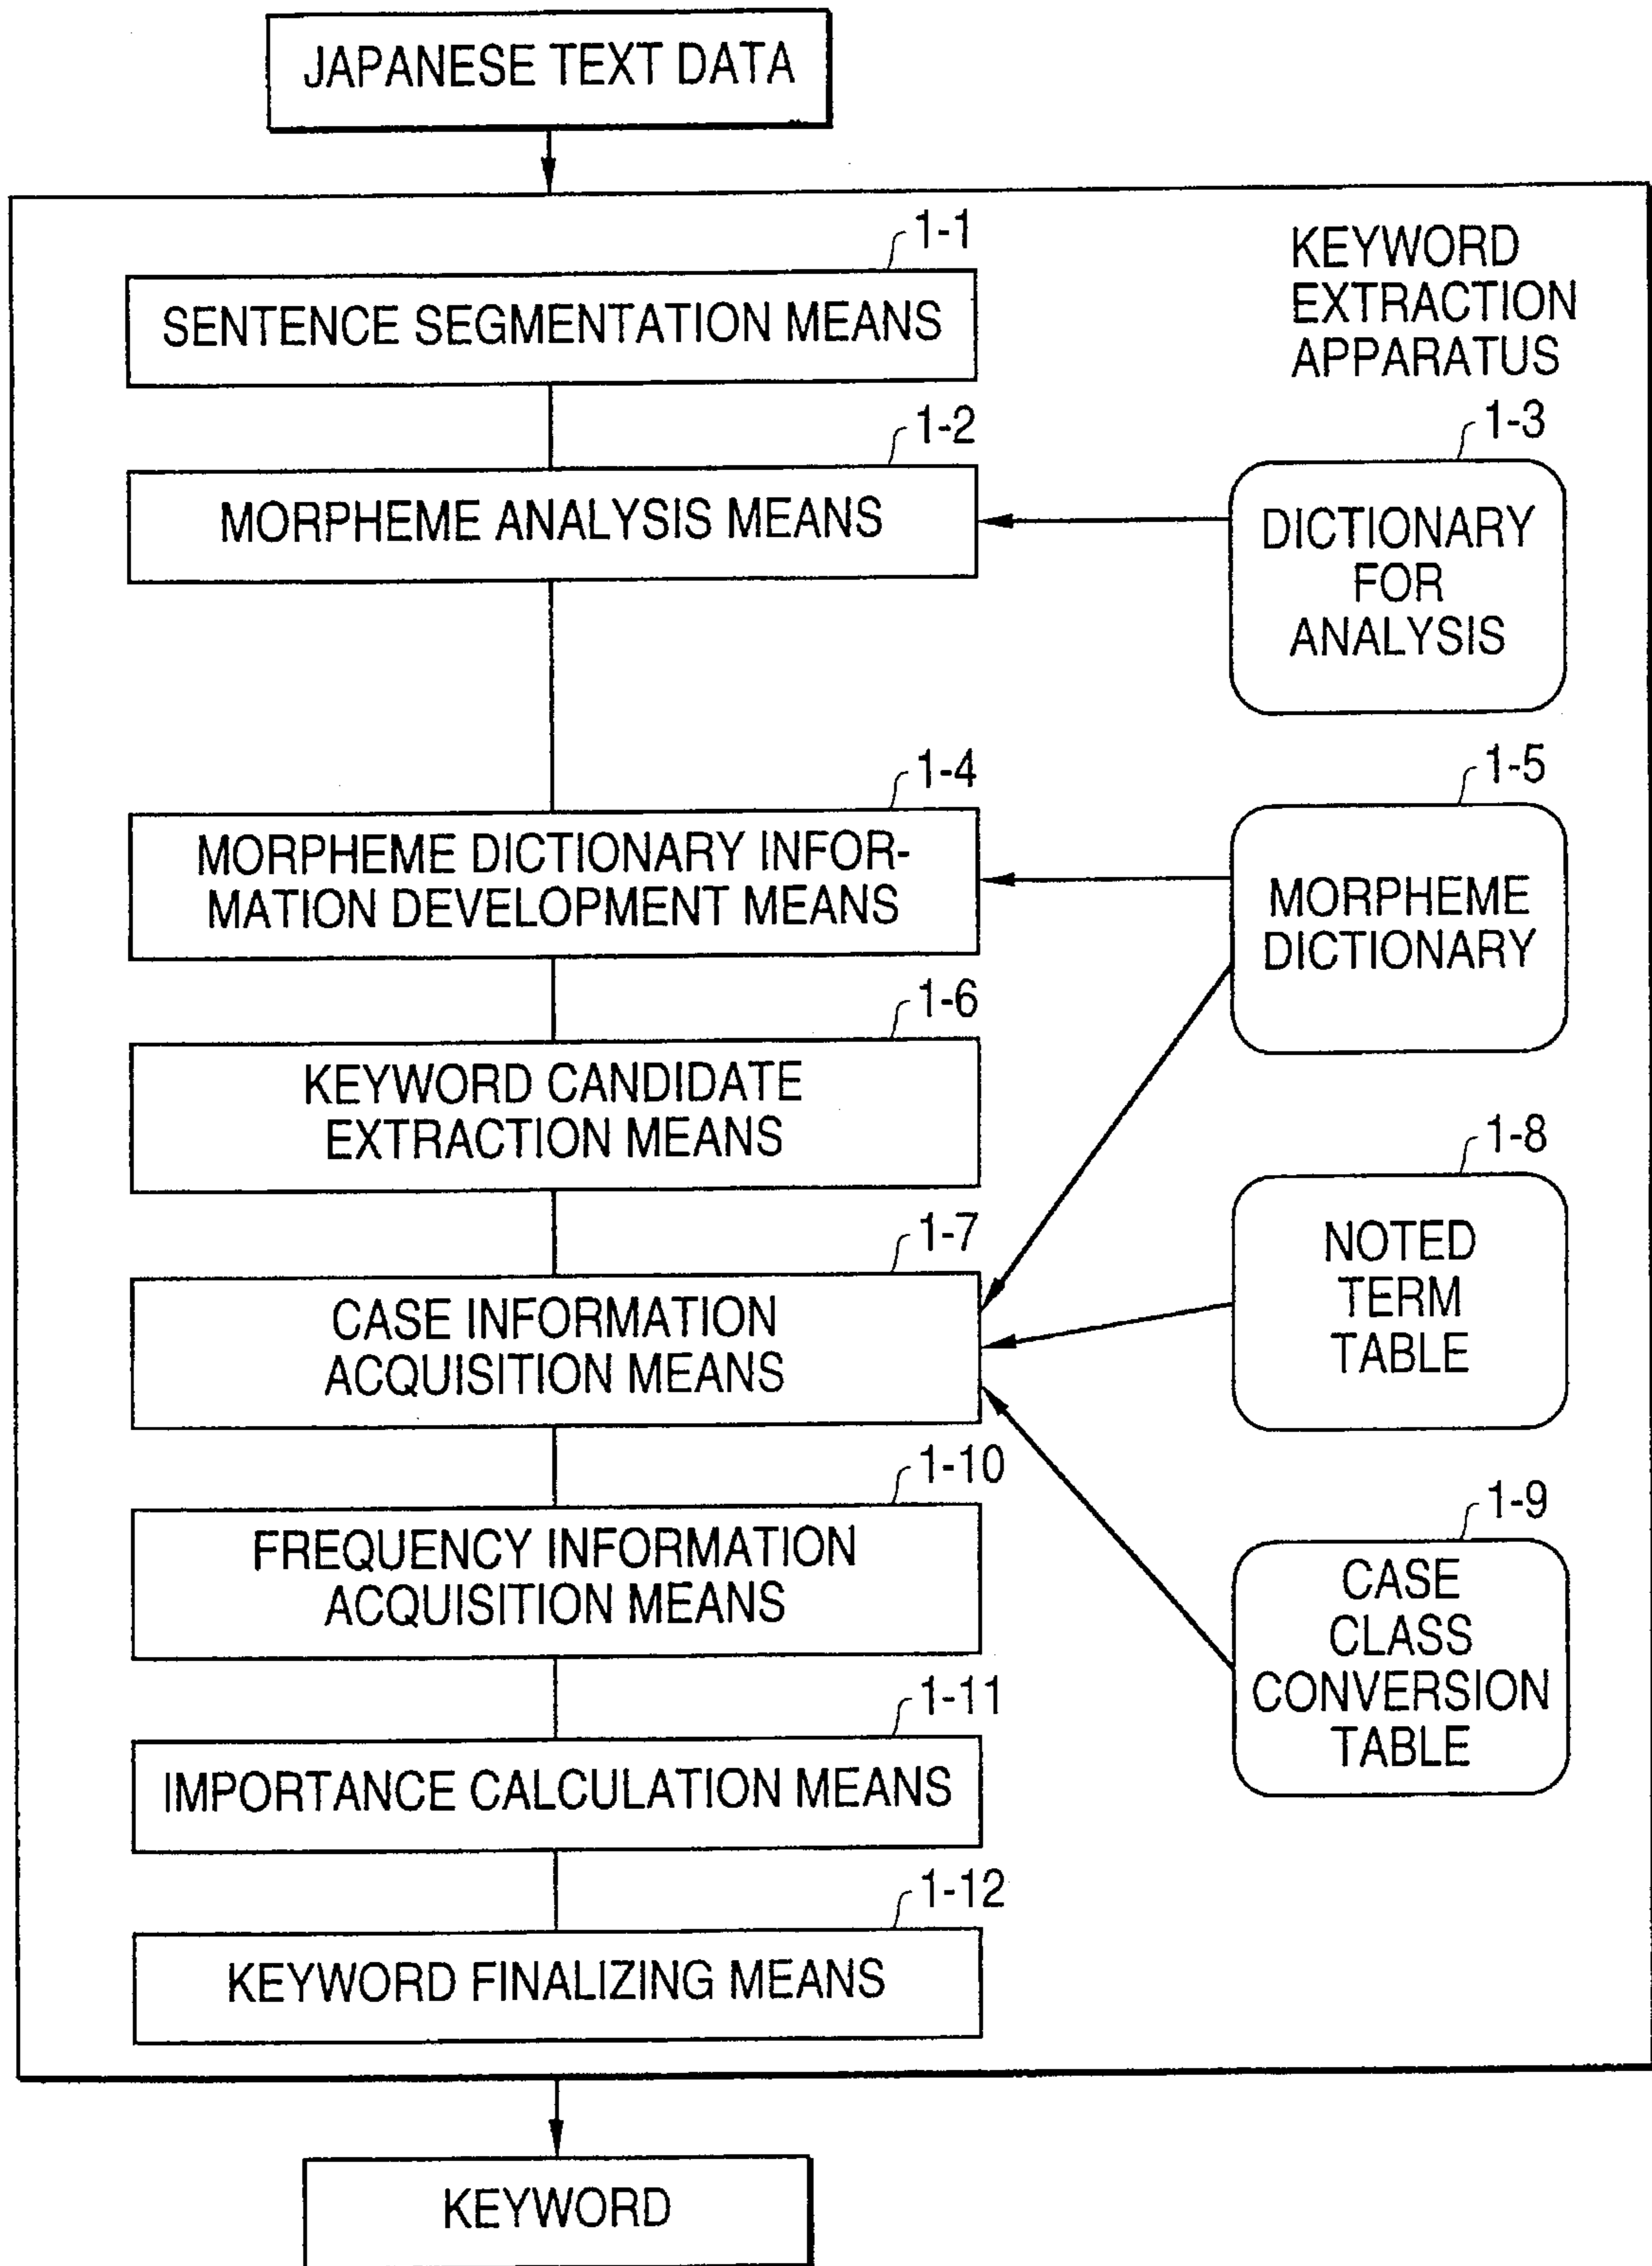 JAPANESE TEXT DATA
KEYWORD
EXTRACTION
APPARATUS
1-1
SENTENCE SEGMENTATION MEANS
1-2
MORPHEME ANALYSIS MEANS
1-3
DICTIONARY
FOR
ANALYSIS
1-4
MORPHEME DICTIONARY INFOR-
MATION DEVELOPMENT MEANS
1-5
MORPHEME
DICTIONARY
1-6
KEYWORD CANDIDATE
EXTRACTION MEANS
1-7
CASE INFORMATION
ACQUISITION MEANS
1-8
NOTED
TERM
TABLE
1-9
CASE
CLASS
CONVERSION
TABLE
1-10
FREQUENCY INFORMATION
ACQUISITION MEANS
1-11
IMPORTANCE CALCULATION MEANS
1-12
KEYWORD FINALIZING MEANS
KEYWORD